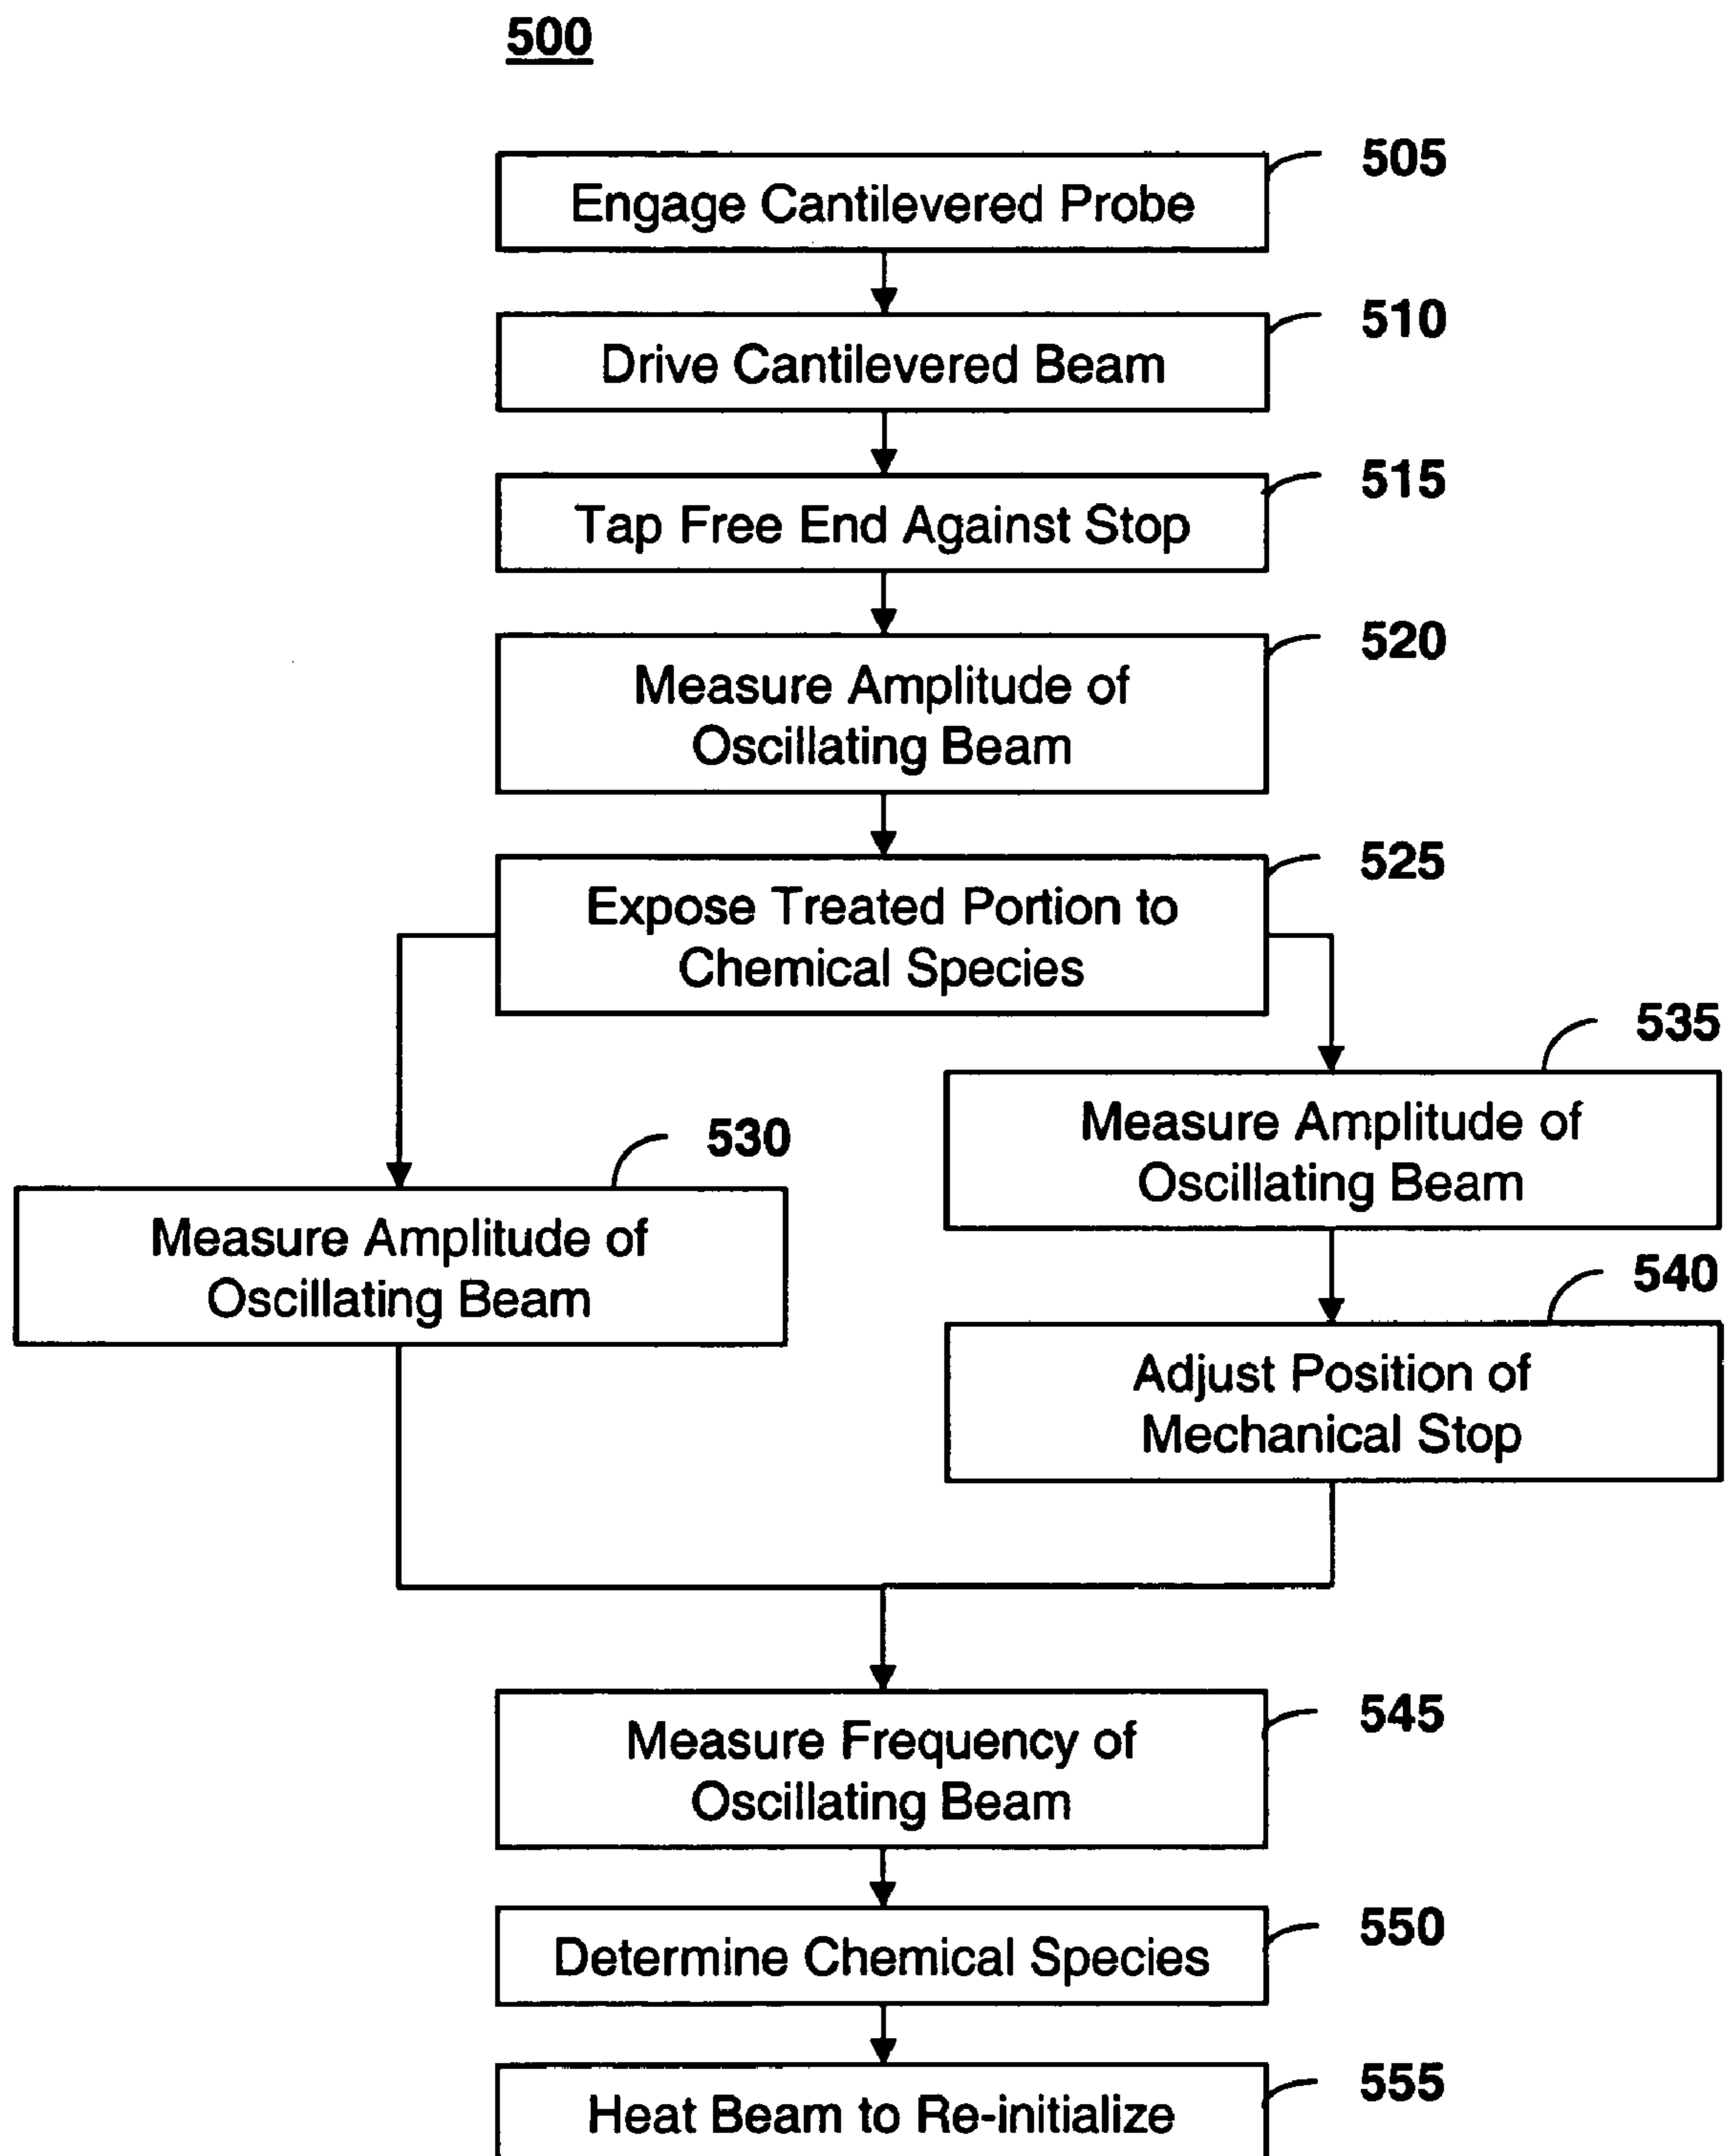 500
Engage Cantilevered Probe
505
Drive Cantilevered Beam
510
Tap Free End Against Stop
515
Measure Amplitude of
Oscillating Beam
520
Expose Treated Portion to
Chemical Species
525
Measure Amplitude of
Oscillating Beam
530
Measure Amplitude of
Oscillating Beam
535
Adjust Position of
Mechanical Stop
540
Measure Frequency of
Oscillating Beam
545
Determine Chemical Species
550
Heat Beam to Re-initialize
555